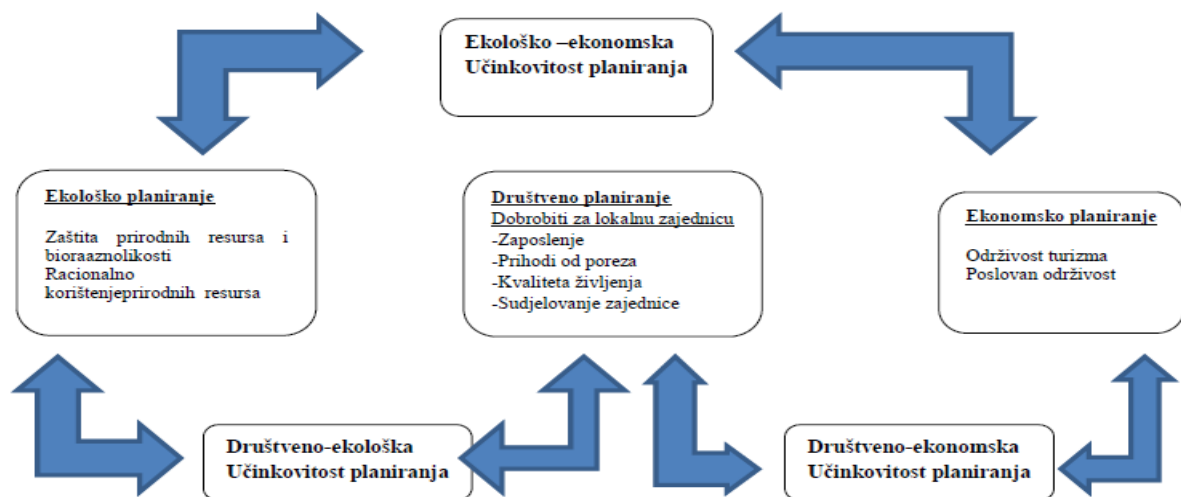 Ekološko –ekonomska
Učinkovitost planiranja
Ekološko planiranje
Zaštita prirodnih resursa i
bioraaznolikosti
Racionalno
korištenjeprirodnih resursa
Društveno planiranje
Dobrobiti za lokalnu zajednicu
-Zaposlenje
-Prihodi od poreza
-Kvaliteta življenja
-Sudjelovanje zajednice
Ekonomsko planiranje
Održivost turizma
Poslovan održivost
Društveno-ekološka
Učinkovitost planiranja
Društveno-ekonomska
Učinkovitost planiranja